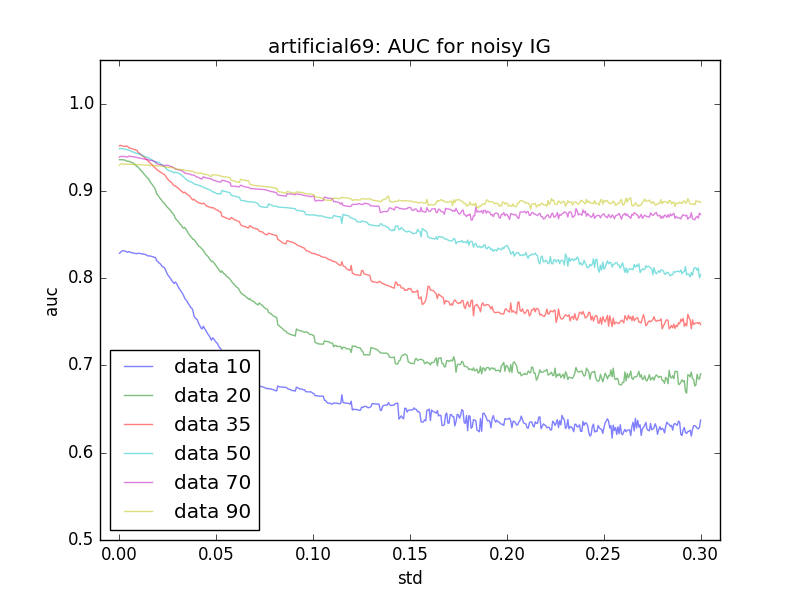 artificial69: AUC for noisy IG
1.0
0.9
0.8
0.7
0.6
0.5
auc
data 10
data 20
data 35
data 50
data 70
data 90
0.00 0.05 0.10 0.15 0.20 0.25 0.30
std